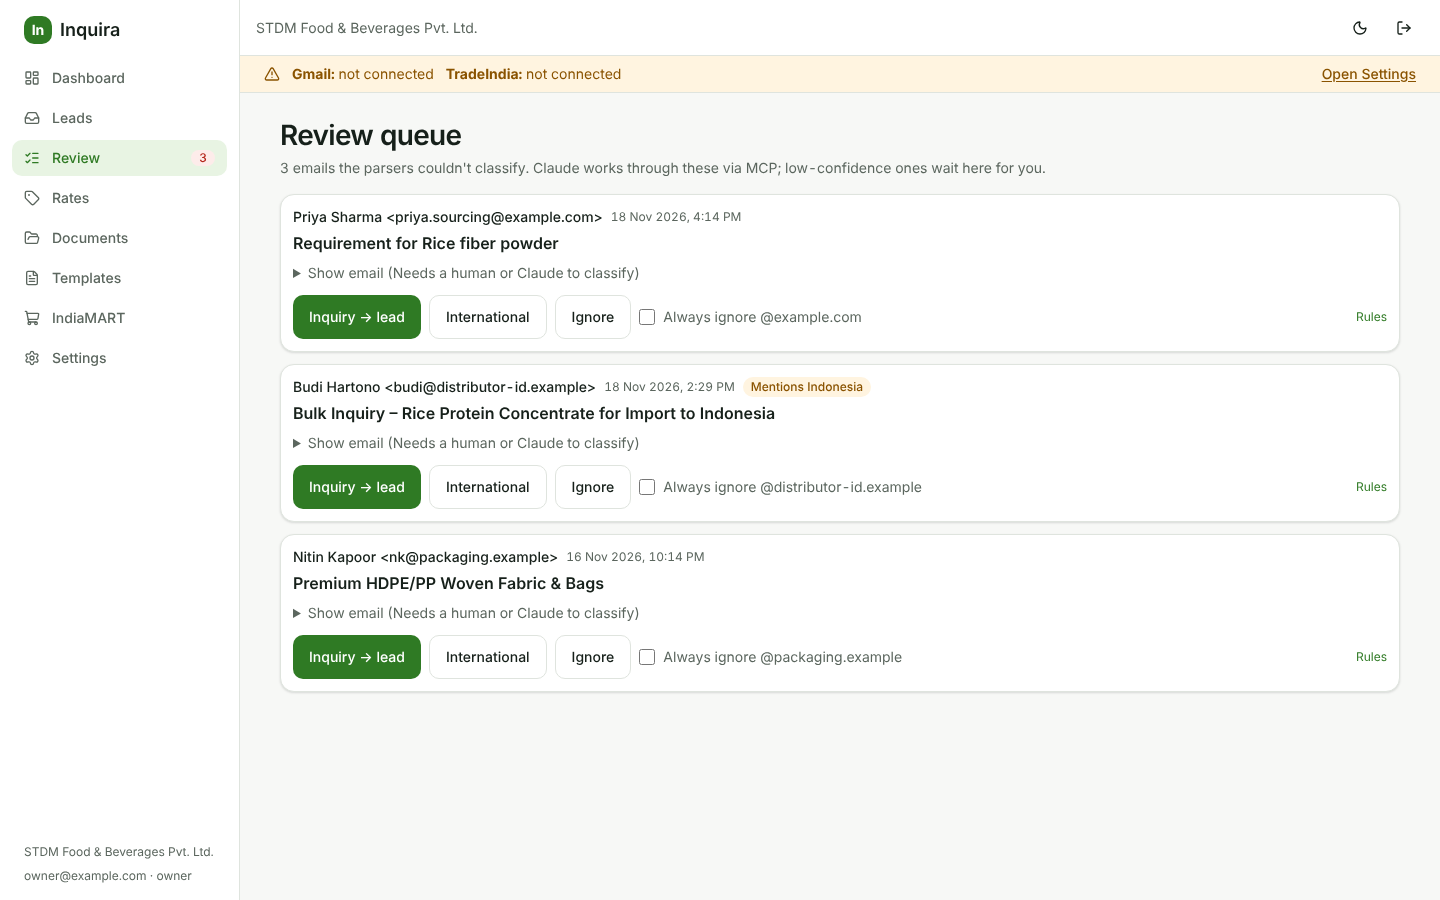 In Inquira
STDM Food & Beverages Pvt. Ltd.
Gmail: not connected TradeIndia: not connected Open Settings
Dashboard
Leads
Review 3
Rates
Documents
Templates
IndiaMART
Settings
Review queue
3 emails the parsers couldn't classify. Claude works through these via MCP; low-confidence ones wait here for you.
Priya Sharma <priya.sourcing@example.com> 18 Nov 2026, 4:14 PM
Requirement for Rice fiber powder
Show email (Needs a human or Claude to classify)
Inquiry → lead International Ignore Always ignore @example.com Rules
Budi Hartono <budi@distributor-id.example> 18 Nov 2026, 2:29 PM Mentions Indonesia
Bulk Inquiry – Rice Protein Concentrate for Import to Indonesia
Show email (Needs a human or Claude to classify)
Inquiry → lead International Ignore Always ignore @distributor-id.example Rules
Nitin Kapoor <nk@packaging.example> 16 Nov 2026, 10:14 PM
Premium HDPE/PP Woven Fabric & Bags
Show email (Needs a human or Claude to classify)
Inquiry → lead International Ignore Always ignore @packaging.example Rules
STDM Food & Beverages Pvt. Ltd.
owner@example.com · owner